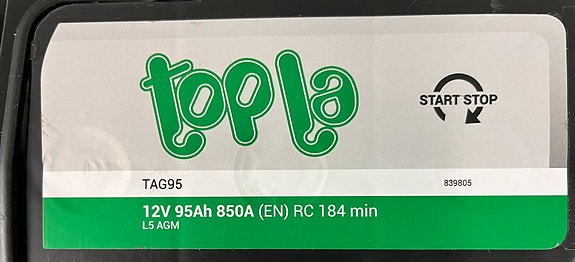 topla
START STOP
TAG95
839805
12V 95Ah 850A (EN) RC 184 min
L5 AGM